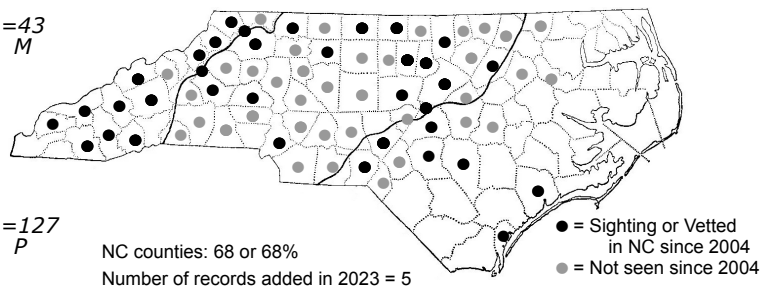 =43
M
=127
P
NC counties: 68 or 68%
Number of records added in 2023 = 5
= Sighting or Vetted
in NC since 2004
= Not seen since 2004